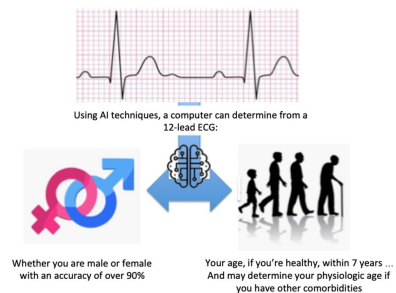 Using AI techniques, a computer can determine from a
12-lead ECG:
Whether you are male or female
with an accuracy of over 90%
Your age, if you’re healthy, within 7 years …
And may determine your physiologic age if
you have other comorbidities